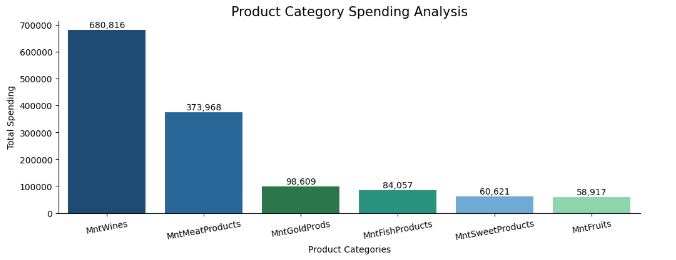 Product Category Spending Analysis
Total Spending
700000
600000
500000
400000
300000
200000
100000
0
680,816
373,968
98,609
84,057
60,621
58,917
MntWines
MntMeatProducts
MntGoldProds
MntFishProducts
MntSweetProducts
MntFruits
Product Categories